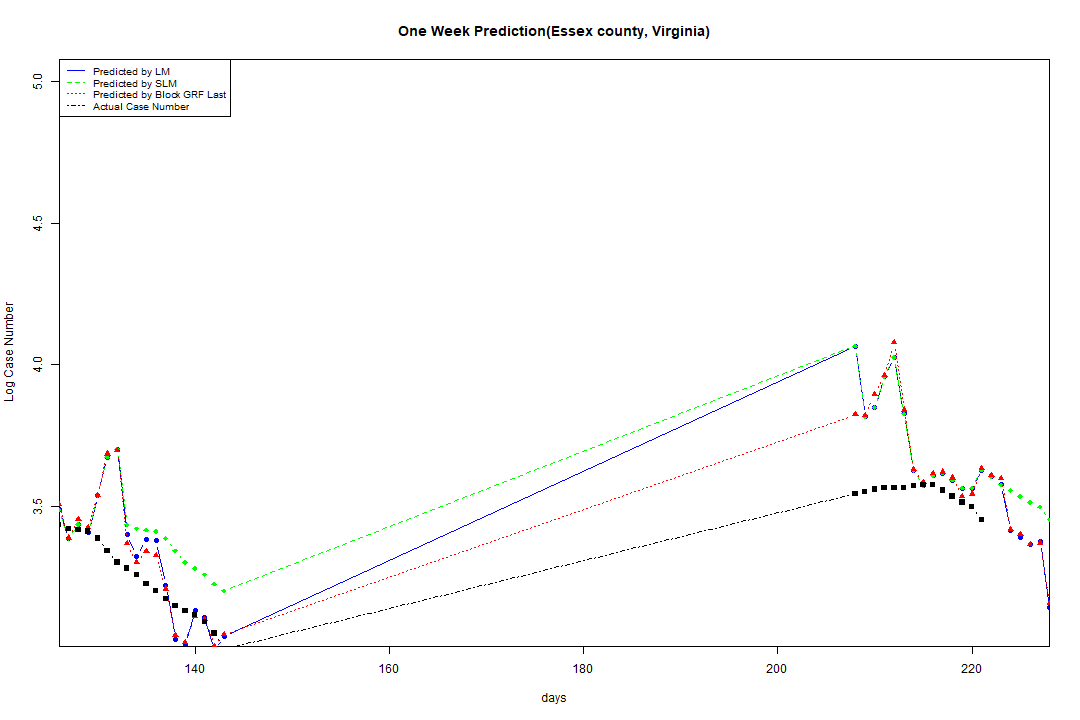 One Week Prediction(Essex county, Virginia)
Predicted by LM
Predicted by SLM
Predicted by Block GRF Last
Actual Case Number
5.0
4.5
4.0
3.5
Log Case Number
140 160 180 200 220
days